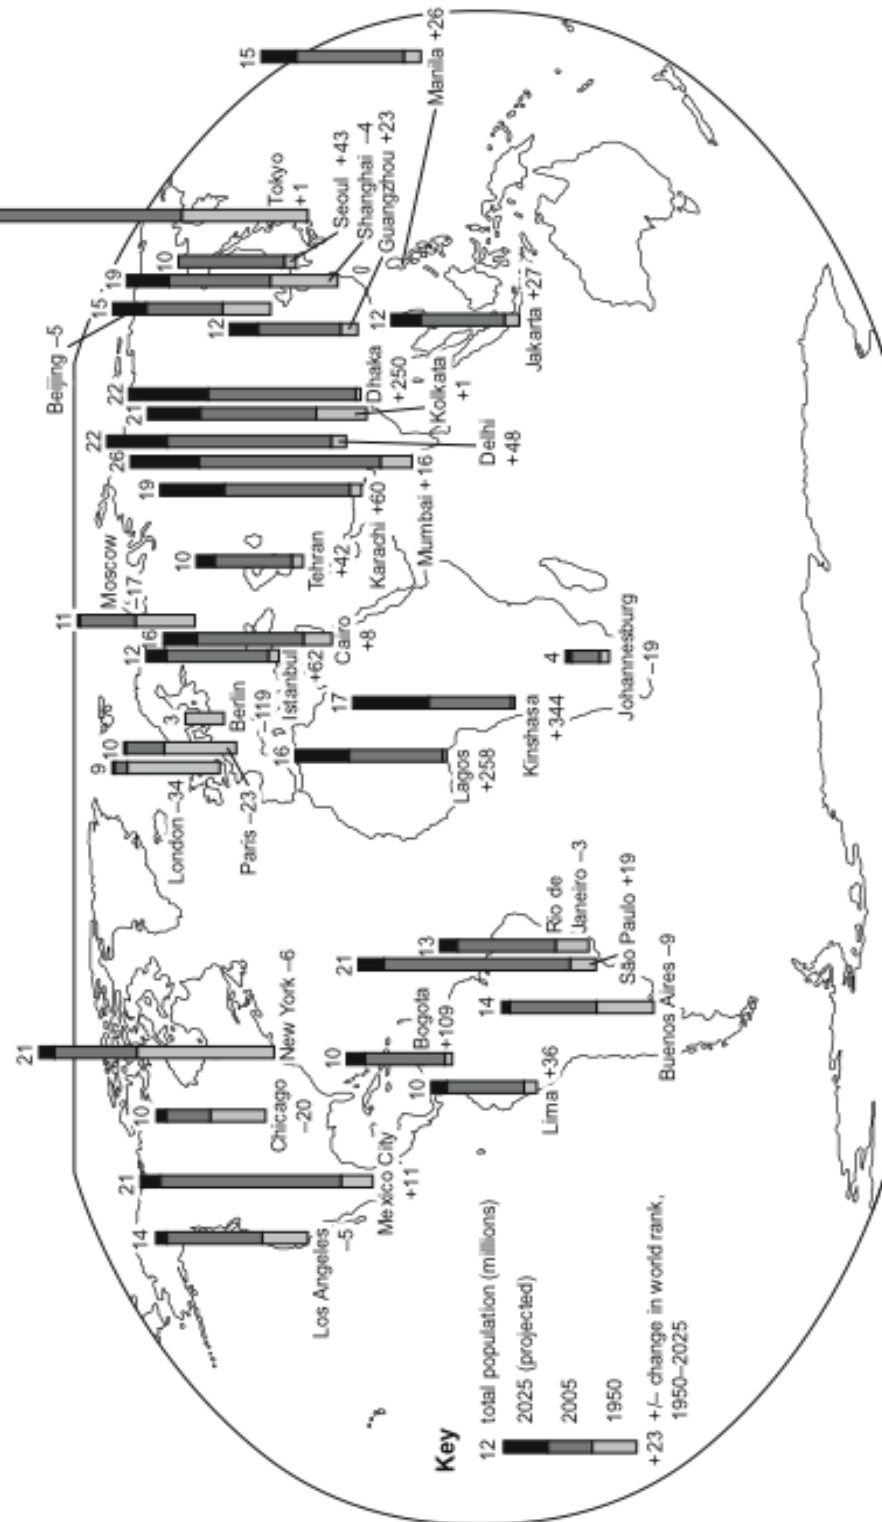 Key
12 total population (millions)
2025 (projected)
2005
1950
+23 +/– change in world rank,
1950–2025
14
Los Angeles
–5
21
Mexico City
+11
10
Chicago
–20
21
New York –6
10
Bogota
+109
10
Lima +36
14
Buenos Aires –9
21
São Paulo +19
13
Rio de
Janeiro –3
9
London –34
10
Paris –23
3
Berlin
–119
12
Istanbul
+62
16
Cairo
+8
11
Moscow
–17
16
Lagos
+258
17
Kinshasa
+344
4
Johannesburg
–19
10
Tehran
+42
19
Karachi +60
26
Mumbai +16
22
Delhi
+48
21
Kolkata
+1
22
Dhaka
+250
12
Guangzhou +23
15
Beijing –5
19
Shanghai –4
10
Seoul +43
Tokyo
+1
12
Jakarta +27
15
Manilla +26